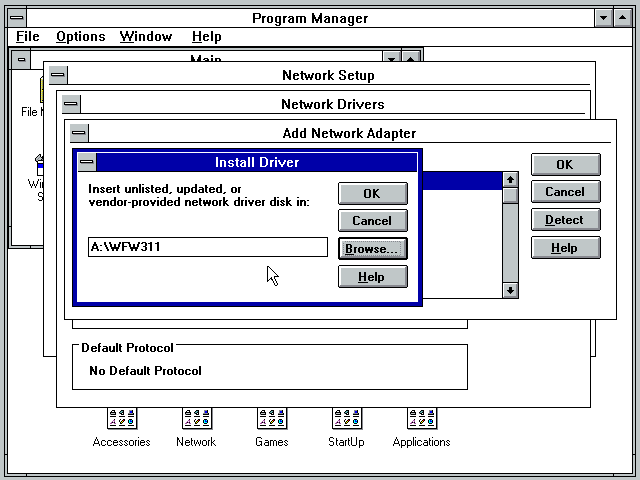 Program Manager
File Options Window Help
Main
Network Setup
File M
Network Drivers
Add Network Adapter
Install Driver
Insert unlisted, updated, or
vendor-provided network driver disk in:
OK
Cancel
A:\WFW311
Browse...
Help
OK
Cancel
Detect
Help
Win
S
Default Protocol
No Default Protocol
Accessories Network Games StartUp Applications